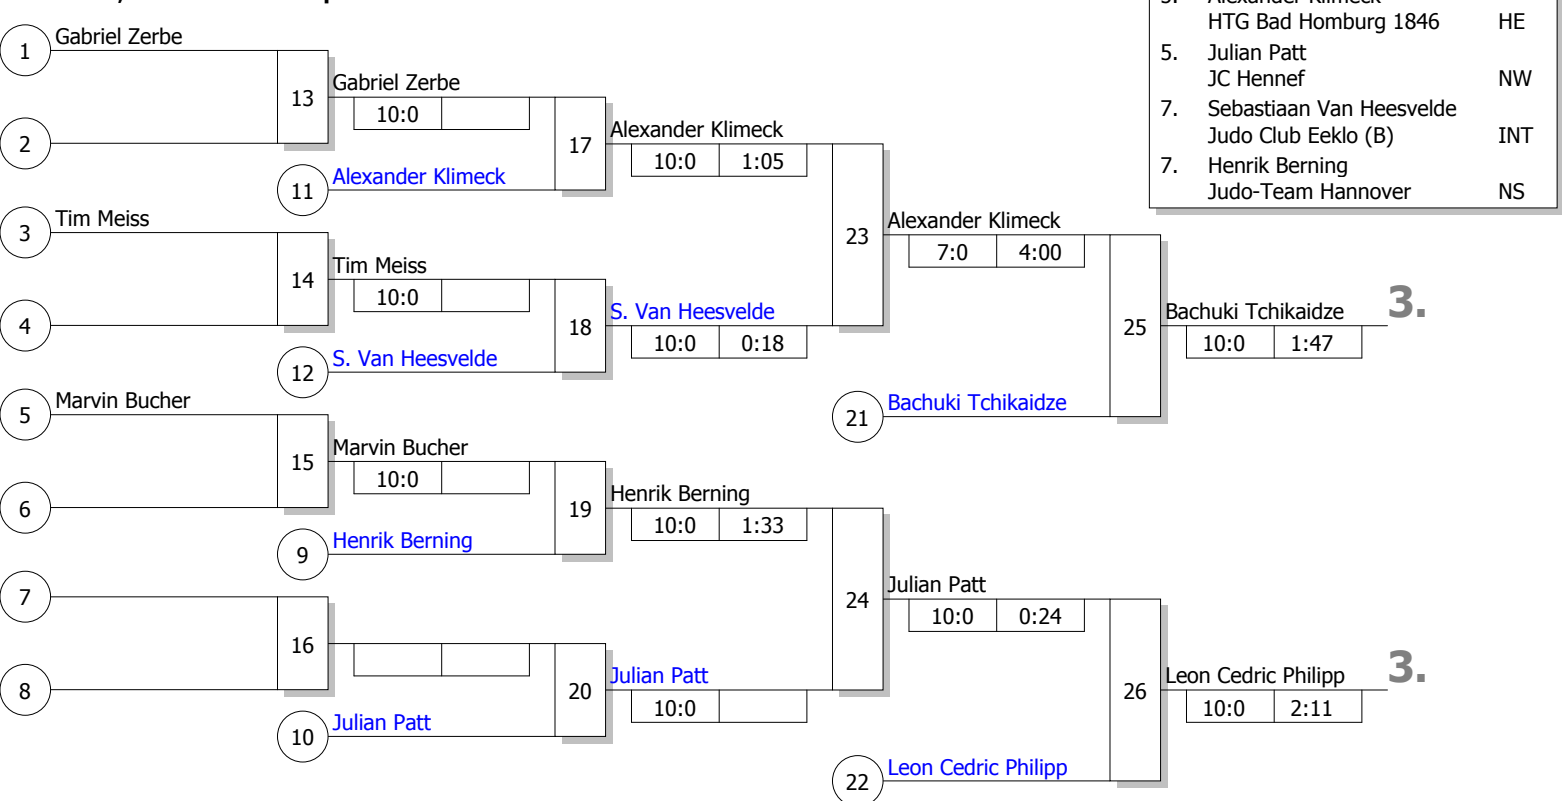 HTG Bad Homburg 1846 HE
5. Julian Patt
JC Hennef NW
7. Sebastiaan Van Heesvelde
Judo Club Eeklo (B) INT
7. Henrik Berning
Judo-Team Hannover NS
1 Gabriel Zerbe
13 Gabriel Zerbe
10:0
2
17 Alexander Klimeck
10:0 1:05
11 Alexander Klimeck
3 Tim Meiss
23 Alexander Klimeck
7:0 4:00
14 Tim Meiss
10:0
4
18 S. Van Heesvelde
10:0 0:18
12 S. Van Heesvelde
25 Bachuki Tchikaidze 3.
10:0 1:47
5 Marvin Bucher
21 Bachuki Tchikaidze
15 Marvin Bucher
10:0
6
19 Henrik Berning
10:0 1:33
9 Henrik Berning
7
24 Julian Patt
10:0 0:24
16
8
20 Julian Patt
10:0
10 Julian Patt
26 Leon Cedric Philipp 3.
10:0 2:11
22 Leon Cedric Philipp